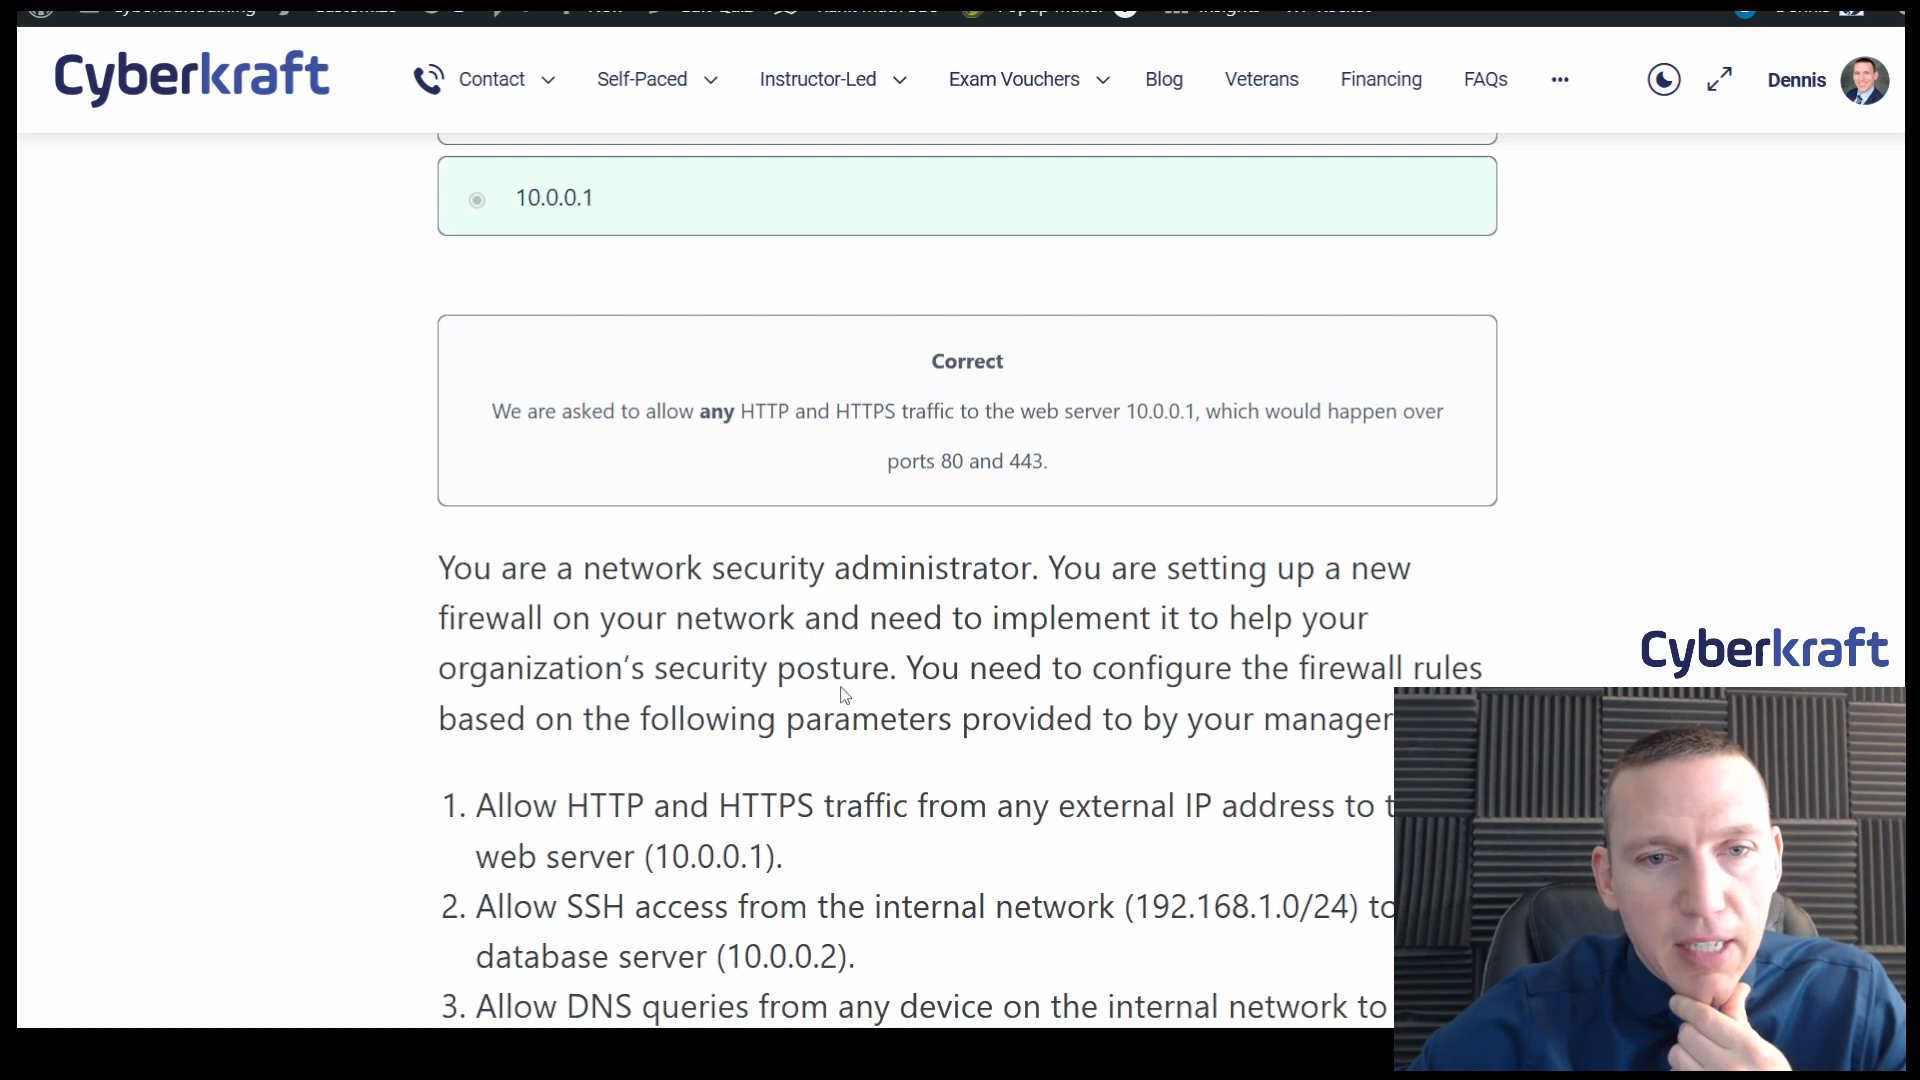 Cyberkraft
Contact
Self-Paced
Instructor-Led
Exam Vouchers
Blog
Veterans
Financing
FAQs
Dennis
10.0.0.1
Correct
We are asked to allow any HTTP and HTTPS traffic to the web server 10.0.0.1, which would happen over
ports 80 and 443.
You are a network security administrator. You are setting up a new
firewall on your network and need to implement it to help your
organization's security posture. You need to configure the firewall rules
based on the following parameters provided to by your manager
1. Allow HTTP and HTTPS traffic from any external IP address to
web server (10.0.0.1).
2. Allow SSH access from the internal network (192.168.1.0/24) to
database server (10.0.0.2).
3. Allow DNS queries from any device on the internal network to
Cyberkraft